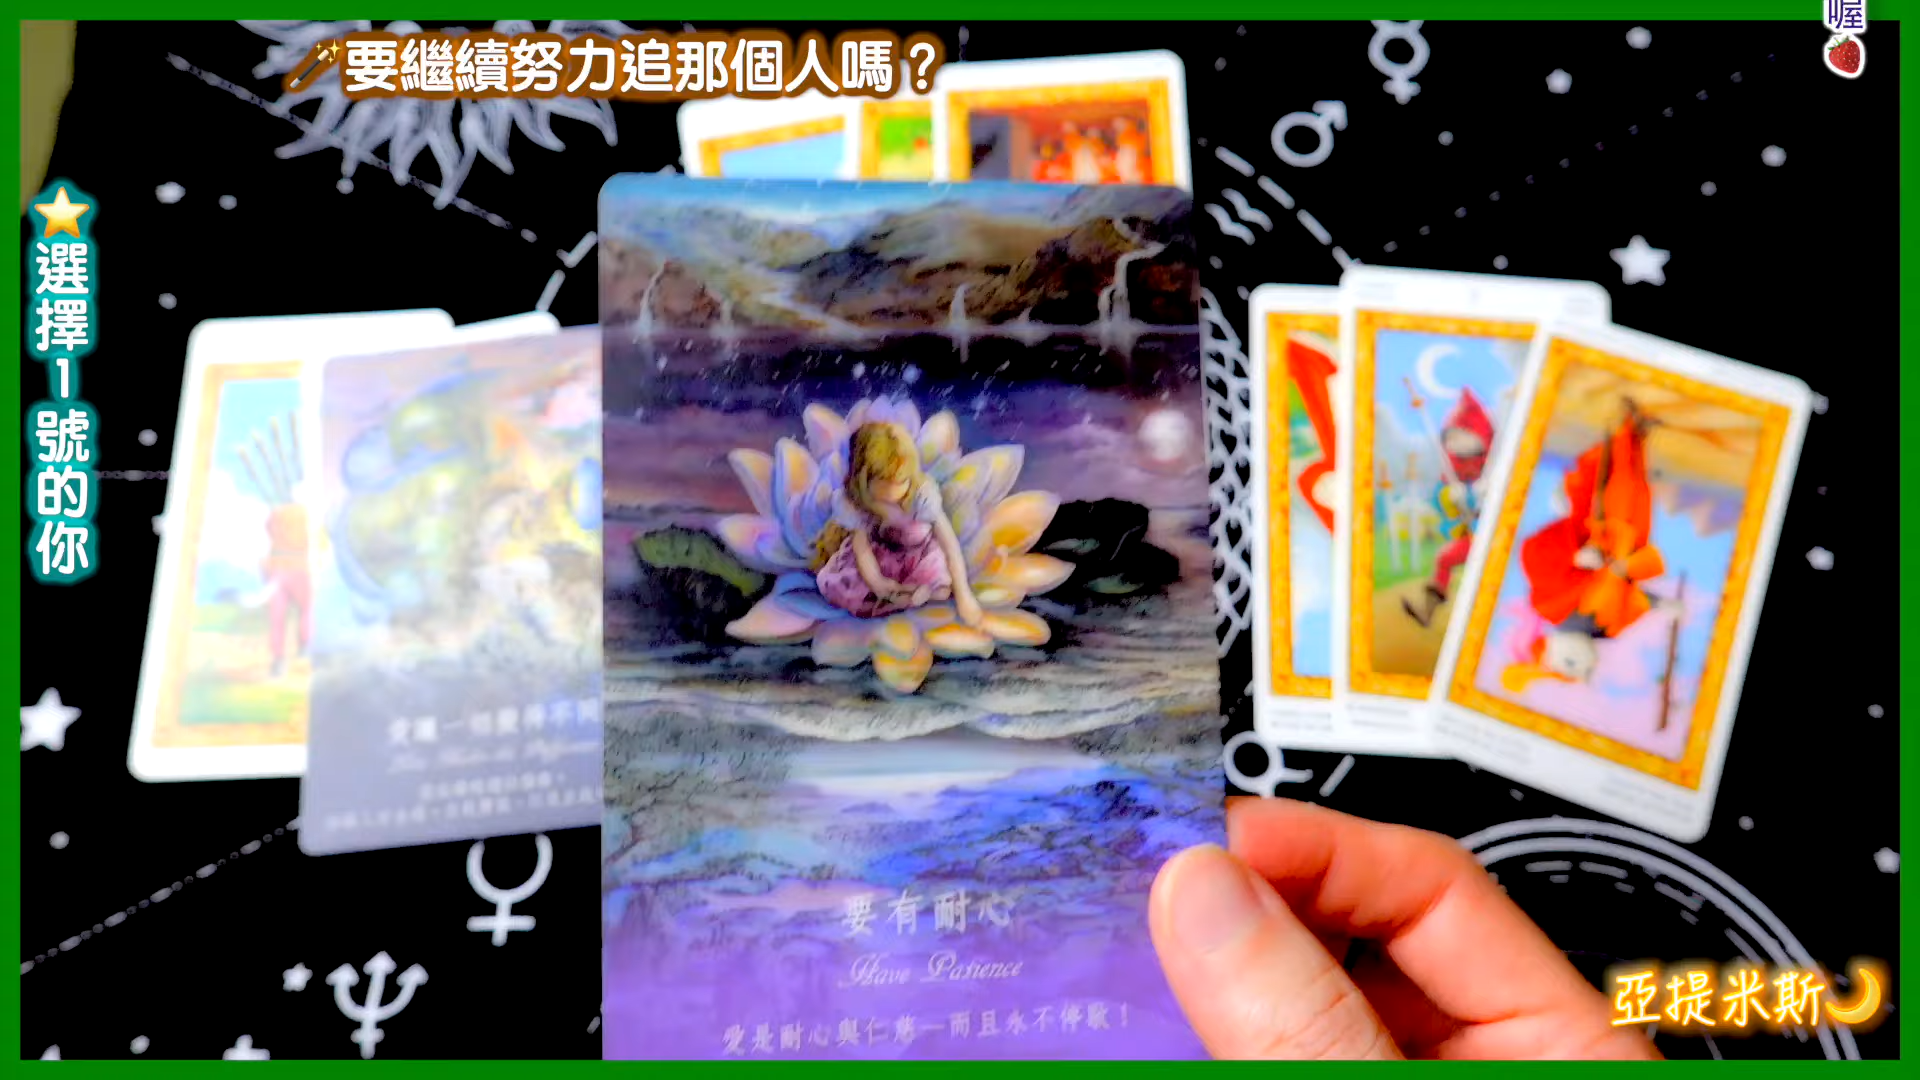 喔🍓
🪄要繼續努力追那個人嗎？
⭐選擇1號的你
要有耐心
Have Patience
愛是耐心與仁慈—而且永不停歇！
亞提米斯🌙